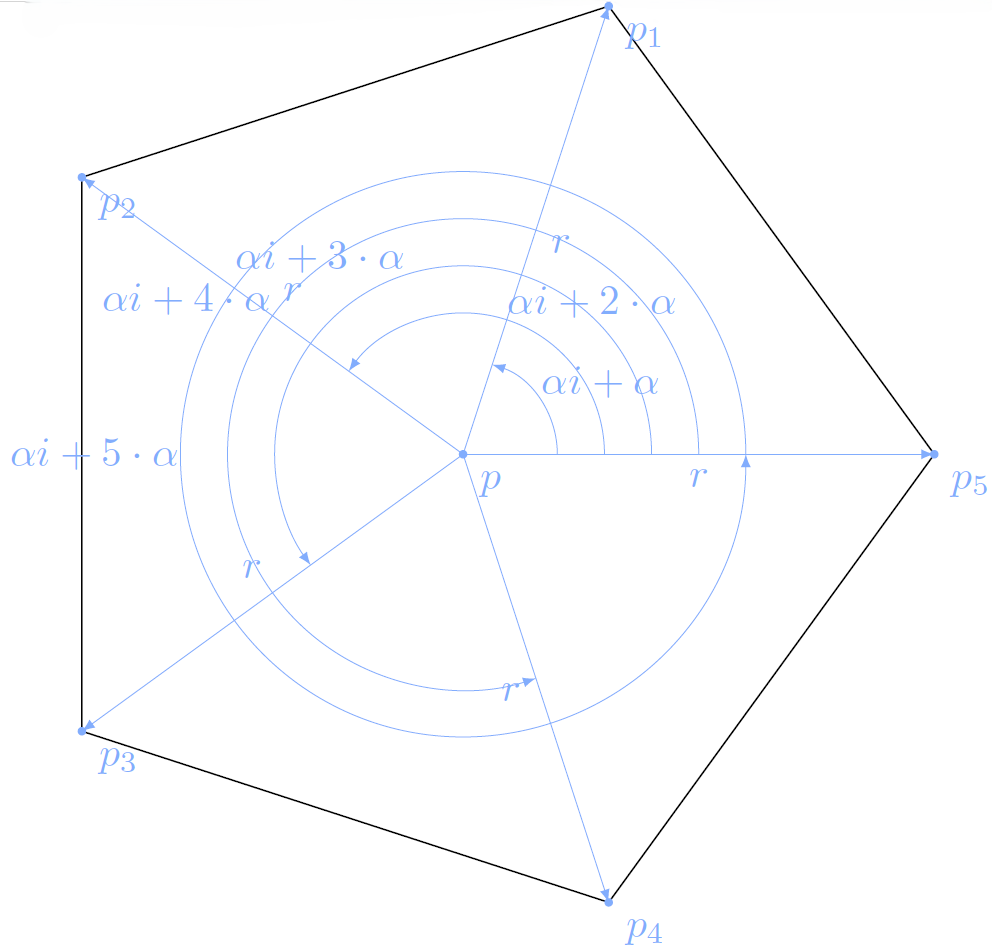 p₁
p₂
r
αi + 3 · α
r
αi + 4 · α
αi + 2 · α
αi + α
αi + 5 · α
p
r
p₅
r
r
p₃
p₄